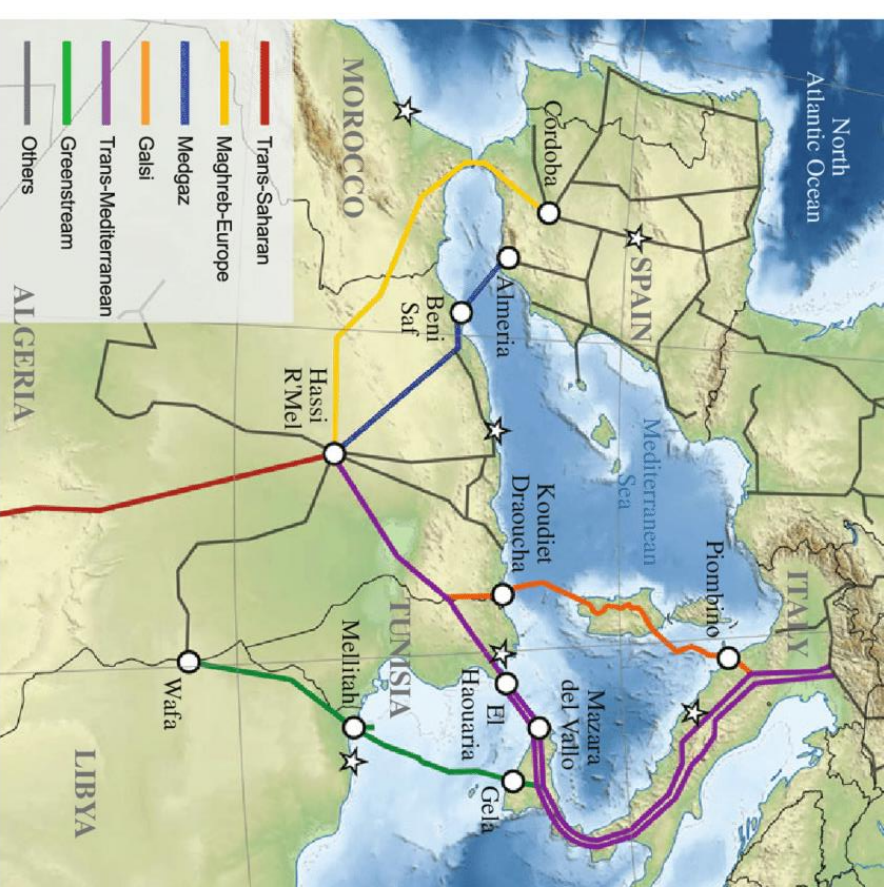 North
Atlantic Ocean
Cordoba
SPAIN
Almeria
MOROCCO
Beni
Saf
Mediterranean
Sea
Hassi
R'Mel
Koudiet
Draoucha
Piombino
ITALY
TUNISIA
El
Haouaria
Mazara
del Vallo
Mellitah
Gela
Wafa
ALGERIA
LIBYA
Trans-Saharan
Maghreb-Europe
Medgaz
Galsi
Trans-Mediterranean
Greenstream
Others